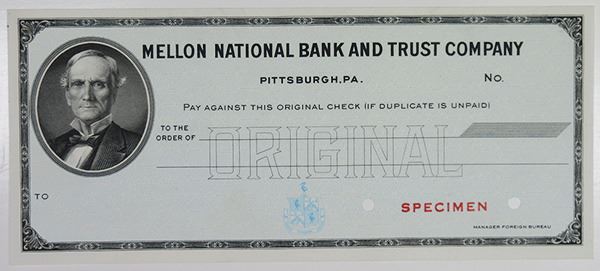 MELLON NATIONAL BANK AND TRUST COMPANY
PITTSBURGH, PA. No.
PAY AGAINST THIS ORIGINAL CHECK (IF DUPLICATE IS UNPAID)
TO THE
ORDER OF
ORIGINAL
TO
SPECIMEN
MANAGER FOREIGN BUREAU